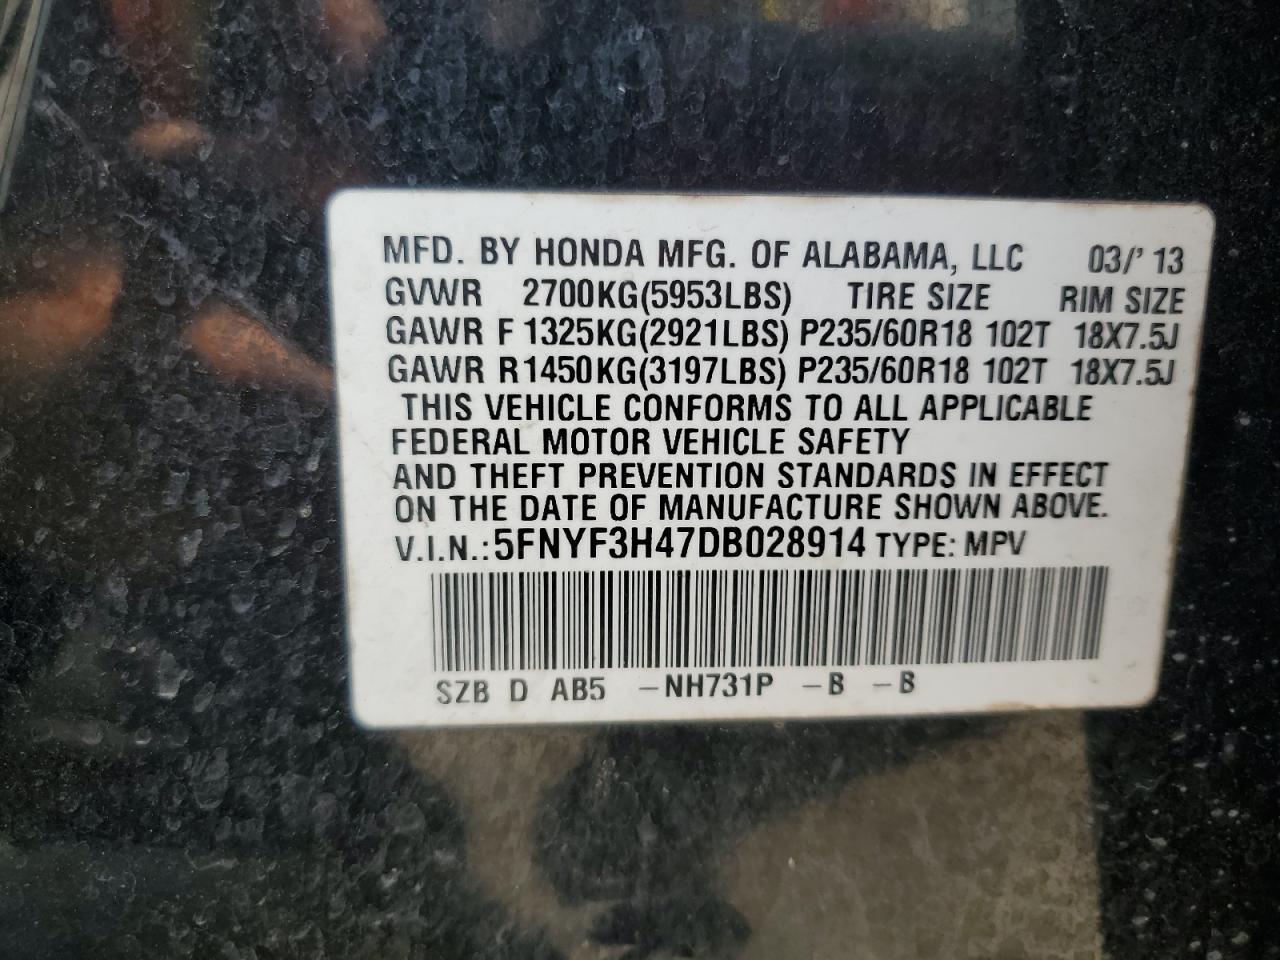 MFD. BY HONDA MFG. OF ALABAMA, LLC 03/' 13
GVWR 2700KG(5953LBS) TIRE SIZE RIM SIZE
GAWR F 1325KG(2921LBS) P235/60R18 102T 18X7.5J
GAWR R1450KG(3197LBS) P235/60R18 102T 18X7.5J
THIS VEHICLE CONFORMS TO ALL APPLICABLE
FEDERAL MOTOR VEHICLE SAFETY
AND THEFT PREVENTION STANDARDS IN EFFECT
ON THE DATE OF MANUFACTURE SHOWN ABOVE.
V.I.N.: 5FNYF3H47DB028914 TYPE: MPV
SZB D AB5 -NH731P -B -B